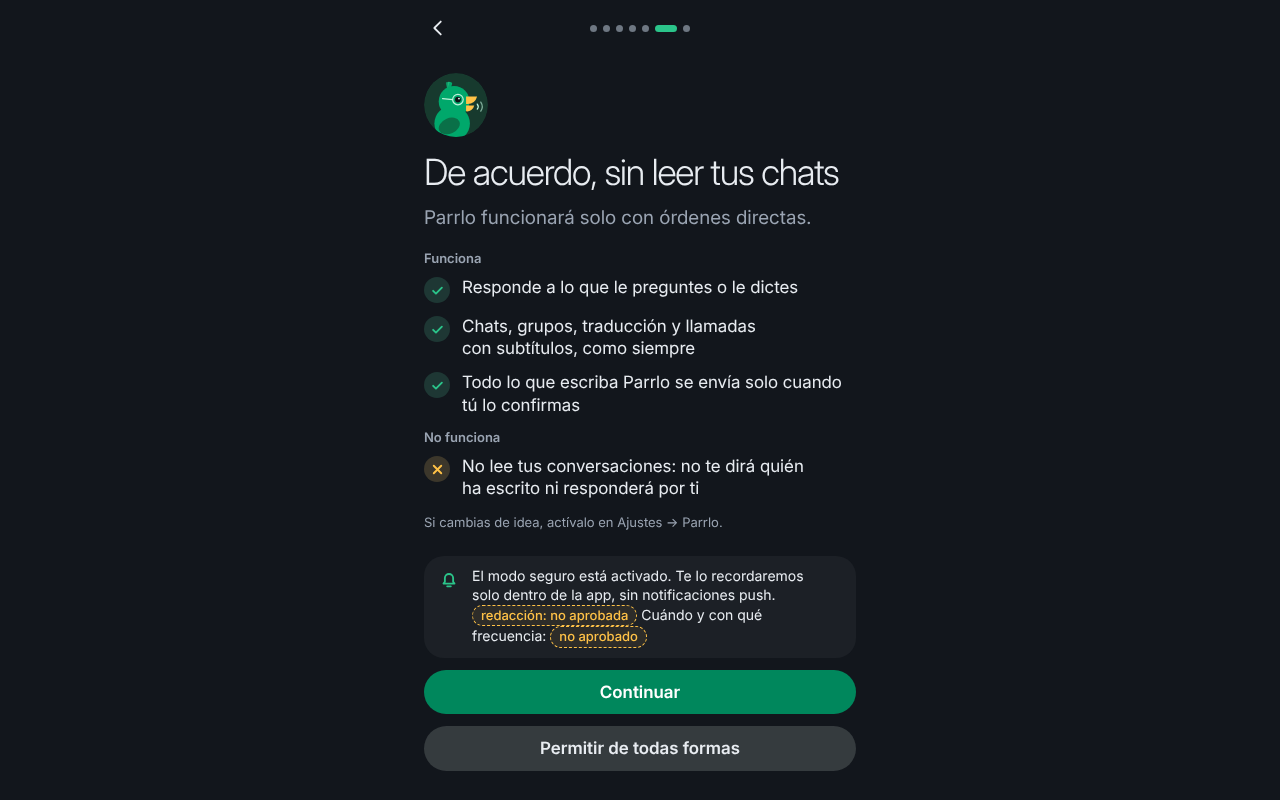 De acuerdo, sin leer tus chats
Parrlo funcionará solo con órdenes directas.
Funciona
Responde a lo que le preguntes o le dictes
Chats, grupos, traducción y llamadas
con subtítulos, como siempre
Todo lo que escriba Parrlo se envía solo cuando
tú lo confirmas
No funciona
No lee tus conversaciones: no te dirá quién
ha escrito ni responderá por ti
Si cambias de idea, actívalo en Ajustes → Parrlo.
El modo seguro está activado. Te lo recordaremos
solo dentro de la app, sin notificaciones push.
redacción: no aprobada Cuándo y con qué
frecuencia: no aprobado
Continuar
Permitir de todas formas